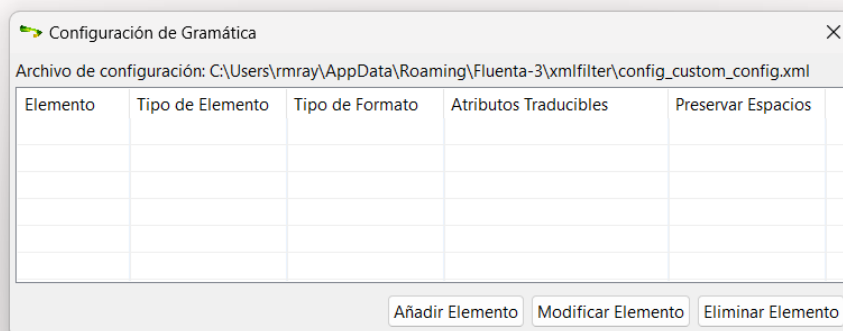 Configuración de Gramática
Archivo de configuración: C:\Users\rmray\AppData\Roaming\Fluenta-3\xmlfilter\config_custom_config.xml
Elemento Tipo de Elemento Tipo de Formato Atributos Traducibles Preservar Espacios
Añadir Elemento Modificar Elemento Eliminar Elemento